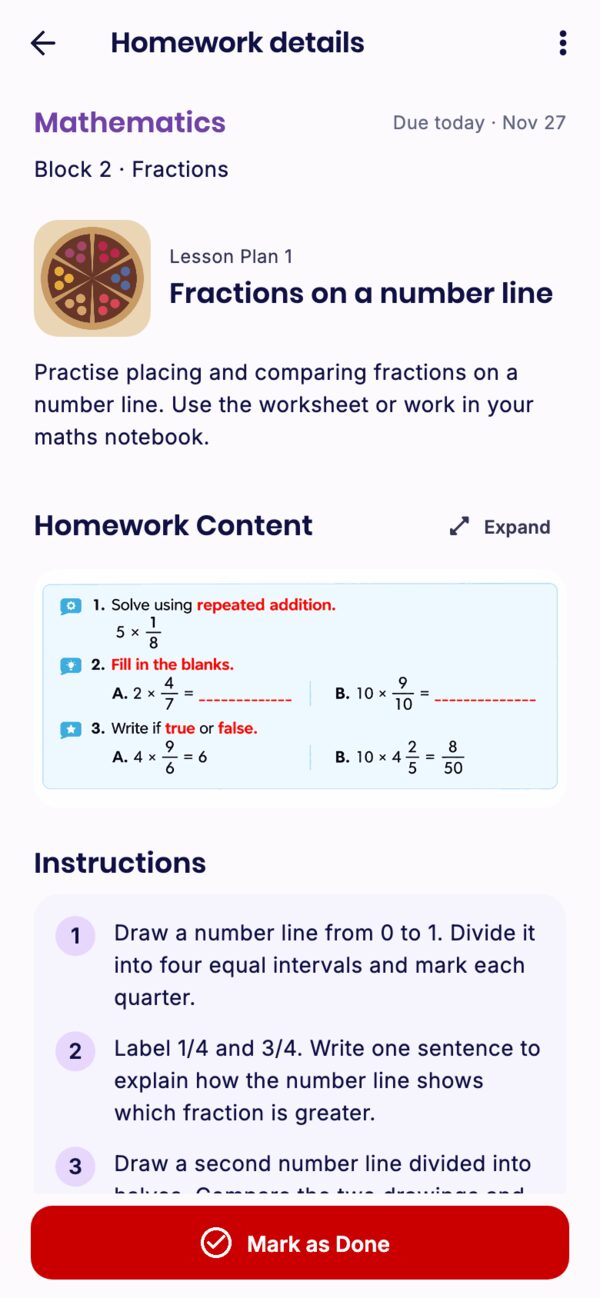 Homework details
Mathematics
Due today · Nov 27
Block 2 · Fractions
Lesson Plan 1
Fractions on a number line
Practise placing and comparing fractions on a
number line. Use the worksheet or work in your
maths notebook.
Homework Content
Expand
1. Solve using repeated addition.
5 × 1/8
2. Fill in the blanks.
A. 2 × 4/7 = _____________ B. 10 × 9/10 = ______________
3. Write if true or false.
A. 4 × 9/6 = 6 B. 10 × 4 2/5 = 8/50
Instructions
1 Draw a number line from 0 to 1. Divide it
into four equal intervals and mark each
quarter.
2 Label 1/4 and 3/4. Write one sentence to
explain how the number line shows
which fraction is greater.
3 Draw a second number line divided into
Mark as Done